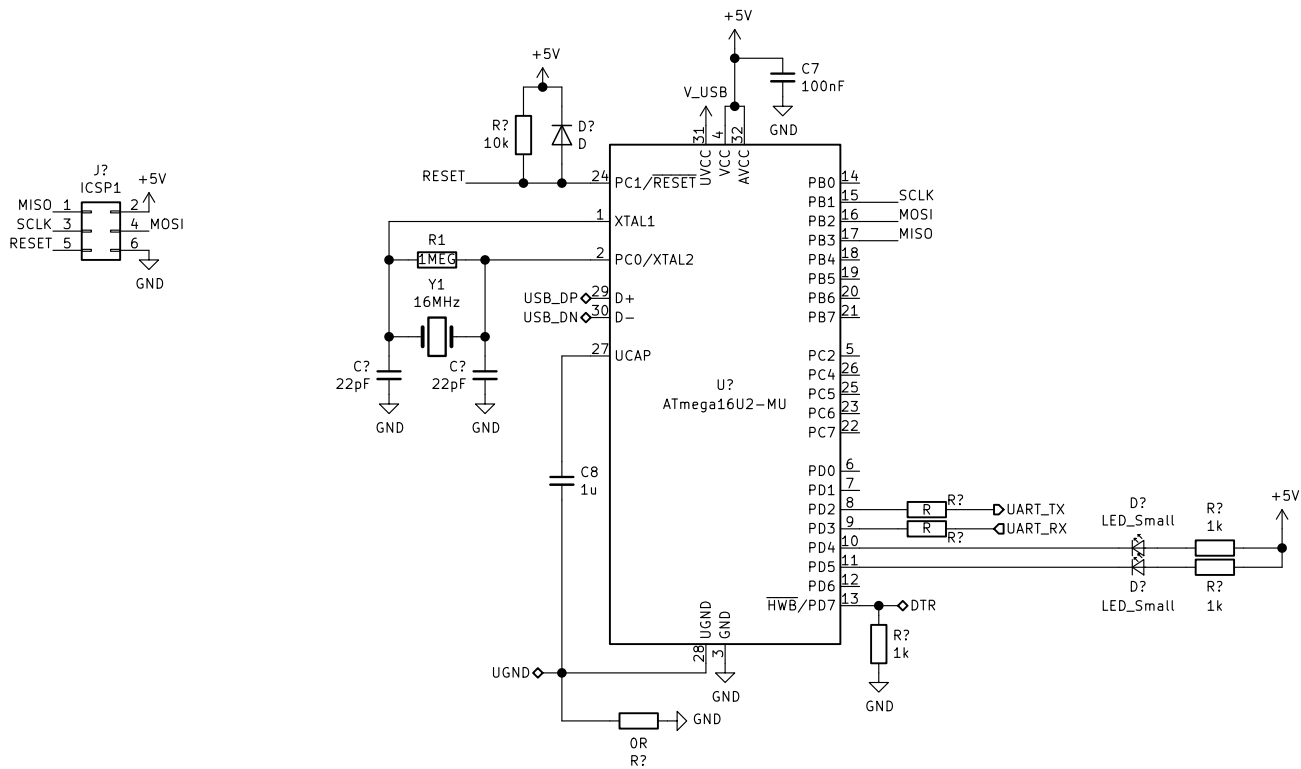 +5V
C7
100nF
GND
V_USB
+5V
R?
10k
D?
D
RESET
J?
ICSP1
+5V
MISO 1 2
SCLK 3 4 MOSI
RESET 5 6
GND
31 UVCC
4 VCC
32 AVCC
24 PC1/RESET
1 XTAL1
R1
1MEG
2 PC0/XTAL2
Y1
16MHz
USB_DP 29 D+
USB_DN 30 D-
27 UCAP
C?
22pF
C?
22pF
GND
GND
C8
1u
U?
ATmega16U2-MU
PB0 14
PB1 15 SCLK
PB2 16 MOSI
PB3 17 MISO
PB4 18
PB5 19
PB6 20
PB7 21
PC2 5
PC4 26
PC5 25
PC6 23
PC7 22
PD0 6
PD1 7
PD2 8 R R? UART_TX
PD3 9 R R? UART_RX
PD4 10
PD5 11
PD6 12
HWB/PD7 13 DTR
D?
LED_Small
R?
1k
+5V
D?
LED_Small
R?
1k
R?
1k
GND
UGND 28
GND 3
GND
UGND
GND
0R
R?